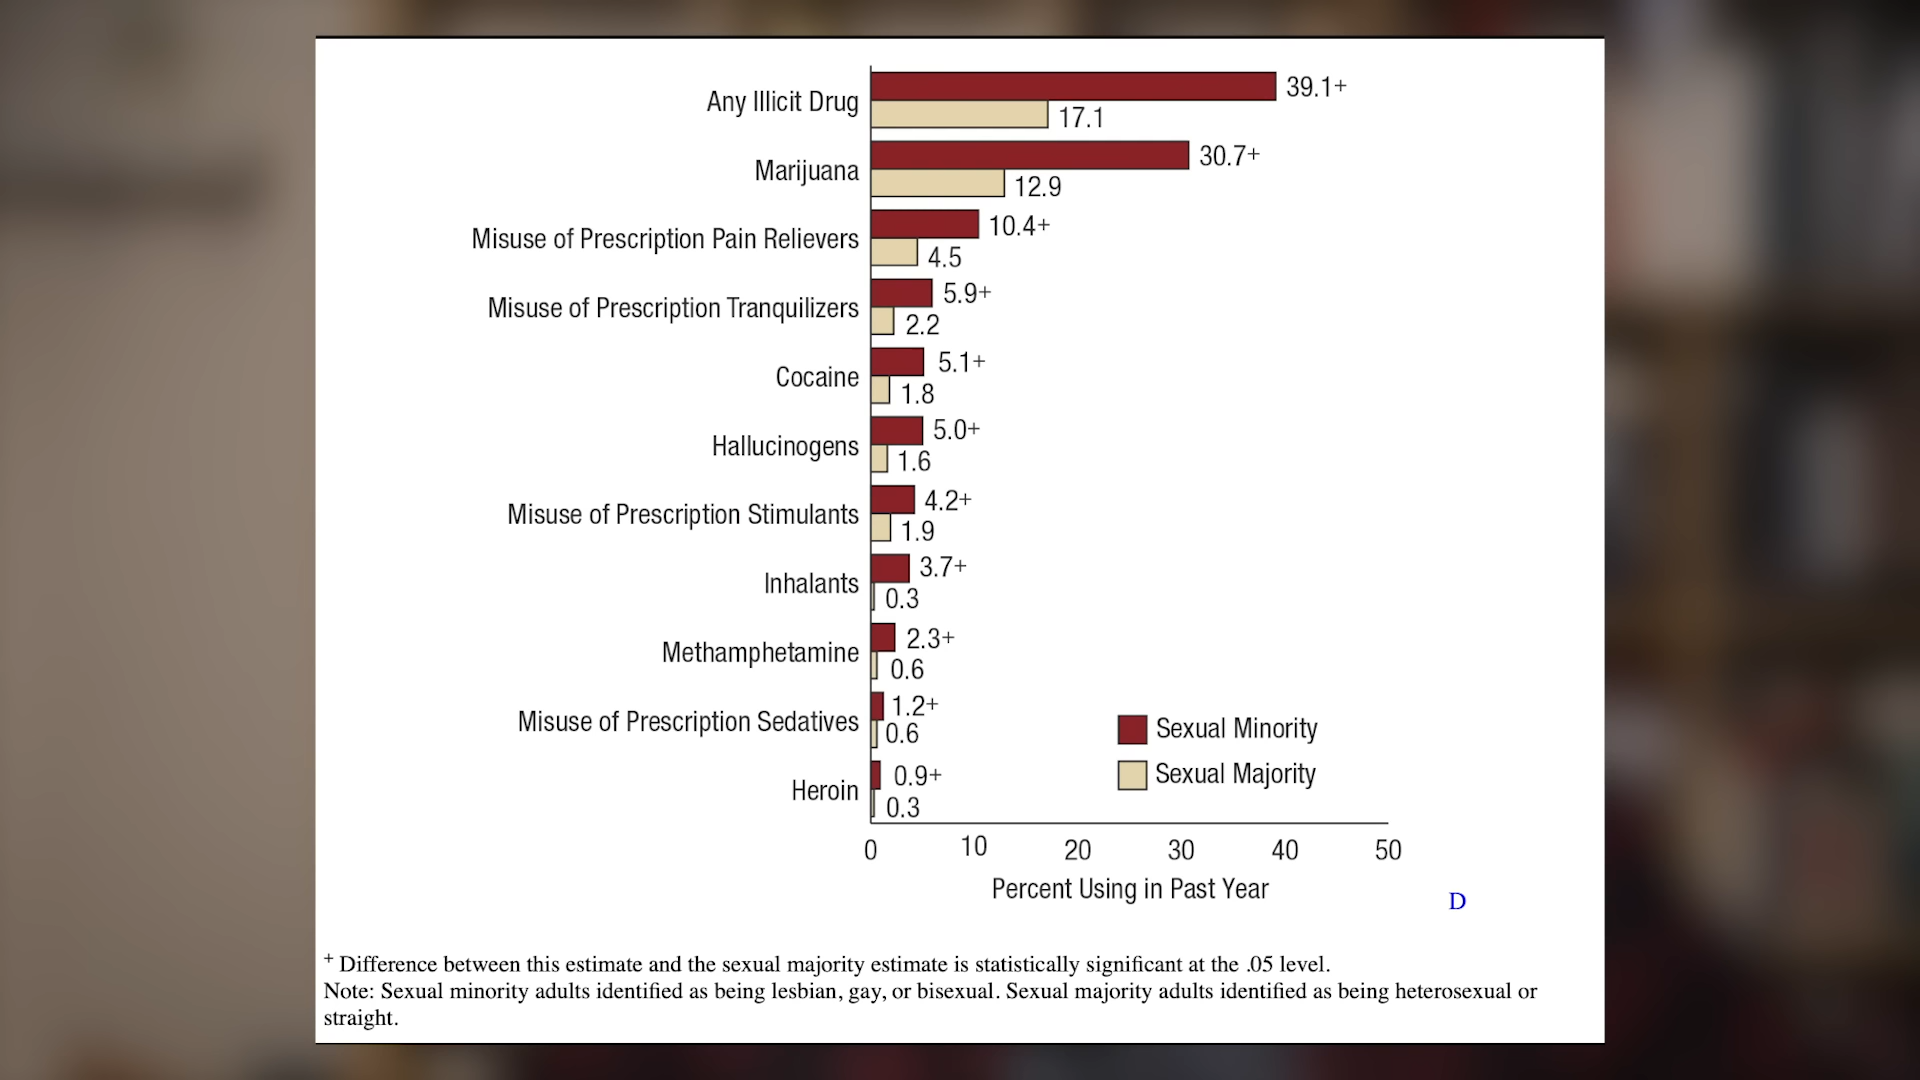 Any Illicit Drug
39.1+
17.1
Marijuana
30.7+
12.9
Misuse of Prescription Pain Relievers
10.4+
4.5
Misuse of Prescription Tranquilizers
5.9+
2.2
Cocaine
5.1+
1.8
Hallucinogens
5.0+
1.6
Misuse of Prescription Stimulants
4.2+
1.9
Inhalants
3.7+
0.3
Methamphetamine
2.3+
0.6
Misuse of Prescription Sedatives
1.2+
0.6
Heroin
0.9+
0.3
Sexual Minority
Sexual Majority
0 10 20 30 40 50
Percent Using in Past Year
D
+ Difference between this estimate and the sexual majority estimate is statistically significant at the .05 level.
Note: Sexual minority adults identified as being lesbian, gay, or bisexual. Sexual majority adults identified as being heterosexual or
straight.